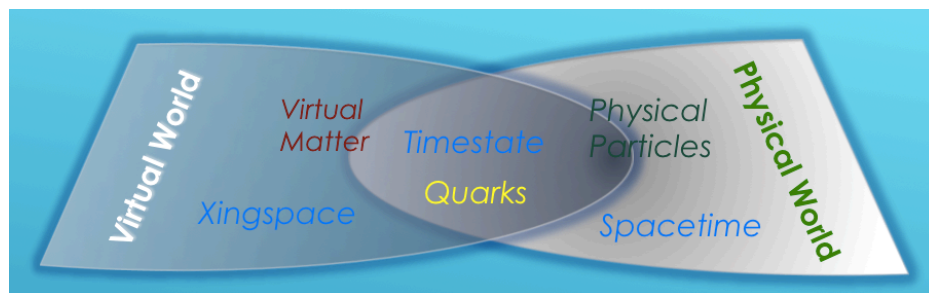 Virtual World
Virtual
Matter
Xingspace
Timestate
Quarks
Physical
Particles
Spacetime
Physical World